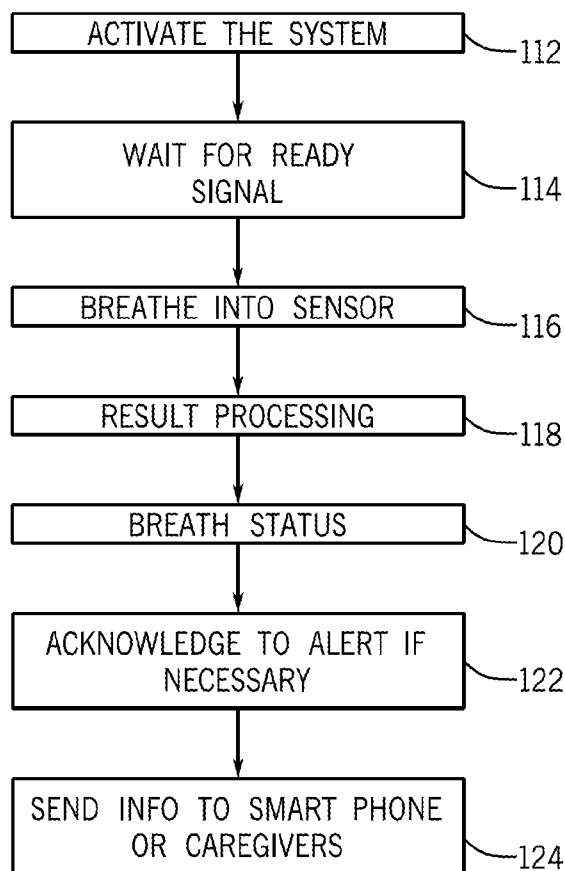 ACTIVATE THE SYSTEM
112
WAIT FOR READY
SIGNAL
114
BREATHE INTO SENSOR
116
RESULT PROCESSING
118
BREATH STATUS
120
ACKNOWLEDGE TO ALERT IF
NECESSARY
122
SEND INFO TO SMART PHONE
OR CAREGIVERS
124